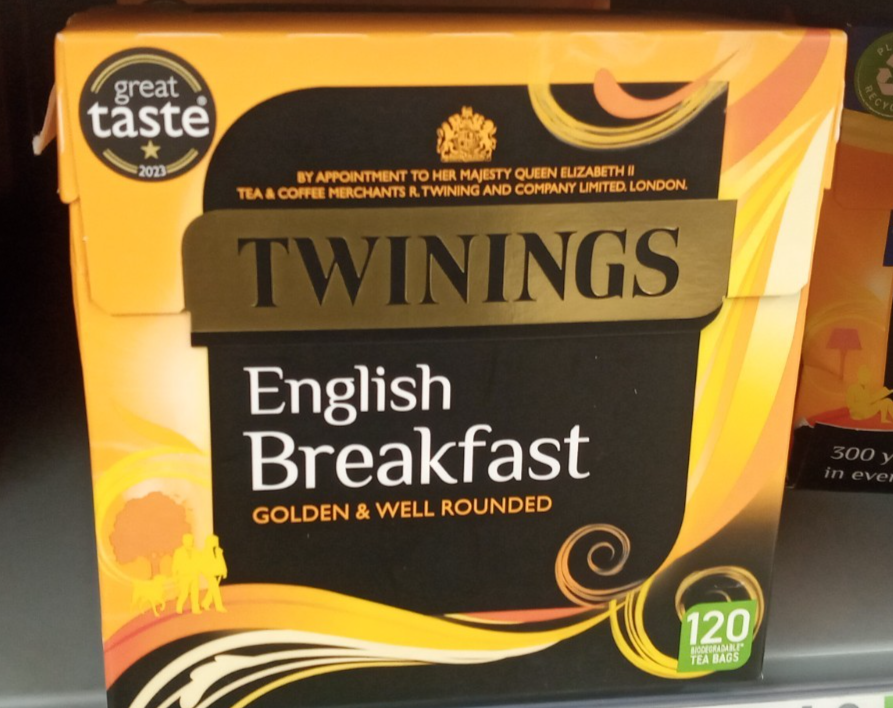 great
taste®
2023
BY APPOINTMENT TO HER MAJESTY QUEEN ELIZABETH II
TEA & COFFEE MERCHANTS R. TWINING AND COMPANY LIMITED. LONDON.
TWININGS
English
Breakfast
GOLDEN & WELL ROUNDED
120
BIODEGRADABLE**
TEA BAGS
300 y
in ever